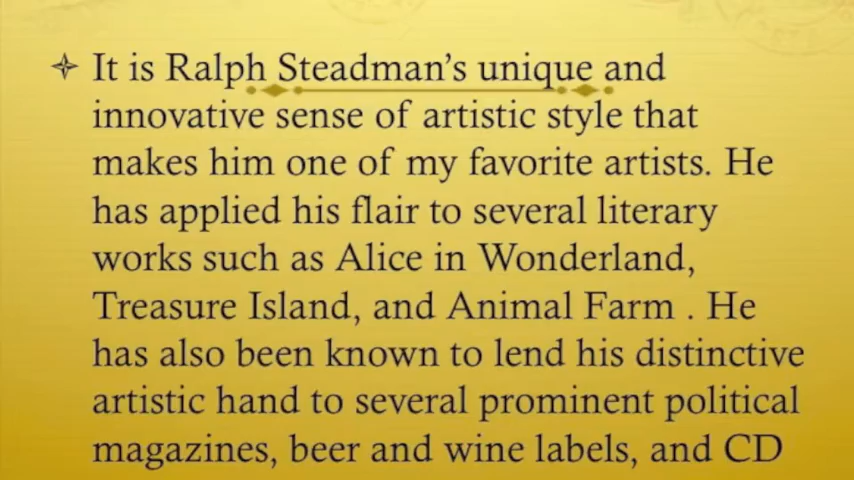 It is Ralph Steadman's unique and
innovative sense of artistic style that
makes him one of my favorite artists. He
has applied his flair to several literary
works such as Alice in Wonderland,
Treasure Island, and Animal Farm . He
has also been known to lend his distinctive
artistic hand to several prominent political
magazines, beer and wine labels, and CD